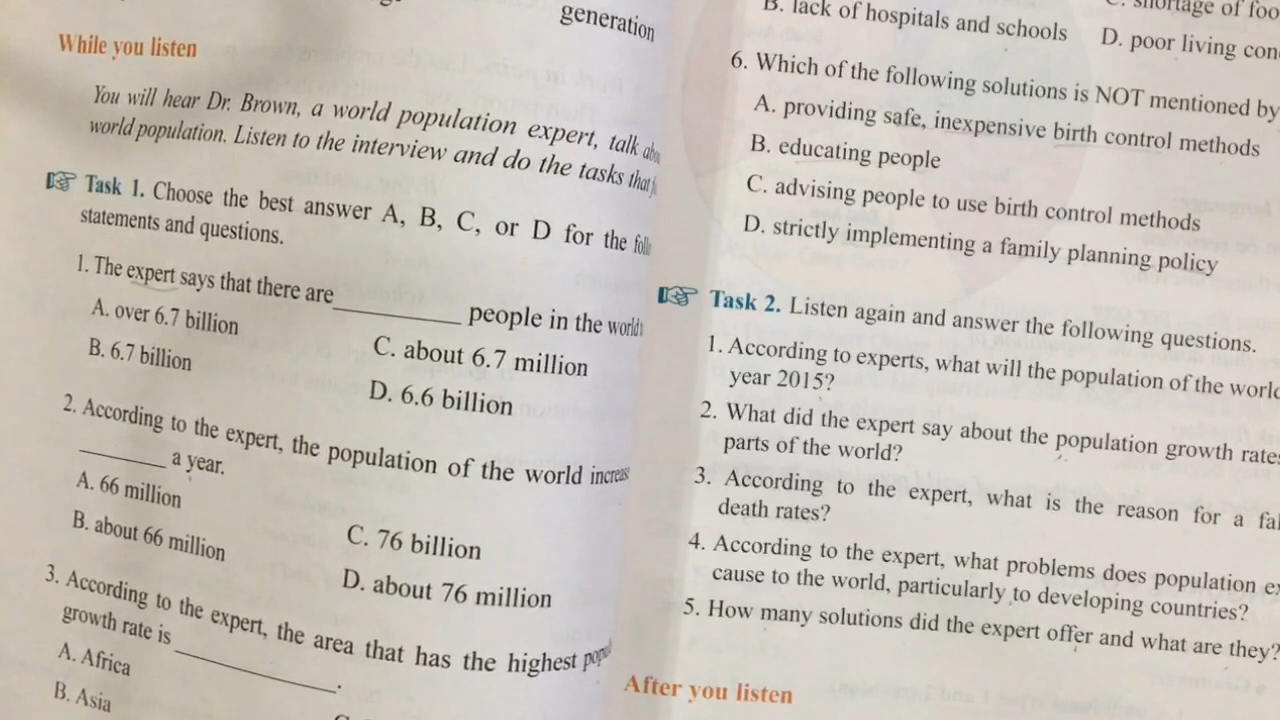 generation
While you listen
You will hear Dr. Brown, a world population expert, talk
world population. Listen to the interview and do the tasks that
Task 1. Choose the best answer A, B, C, or D for the
statements and questions.
1. The expert says that there are ________ people in the world
A. over 6.7 billion
C. about 6.7 million
B. 6.7 billion
D. 6.6 billion
2. According to the expert, the population of the world
________ a year.
A. 66 million
C. 76 billion
B. about 66 million
D. about 76 million
3. According to the expert, the area that has the highest
growth rate is ________.
A. Africa
B. Asia
B. lack of hospitals and schools
C. shortage of
D. poor living
6. Which of the following solutions is NOT mentioned by
A. providing safe, inexpensive birth control methods
B. educating people
C. advising people to use birth control methods
D. strictly implementing a family planning policy
Task 2. Listen again and answer the following questions.
1. According to experts, what will the population of the
year 2015?
2. What did the expert say about the population growth
parts of the world?
3. According to the expert, what is the reason for a
death rates?
4. According to the expert, what problems does population
cause to the world, particularly to developing countries?
5. How many solutions did the expert offer and what are they?
After you listen